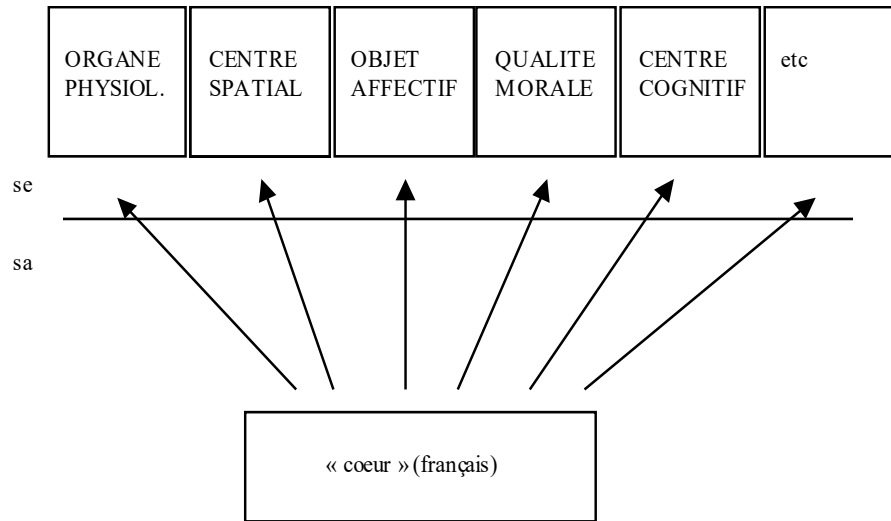 ORGANE PHYSIOL.
CENTRE SPATIAL
OBJET AFFECTIF
QUALITE MORALE
CENTRE COGNITIF
etc
se
sa
« coeur » (français)